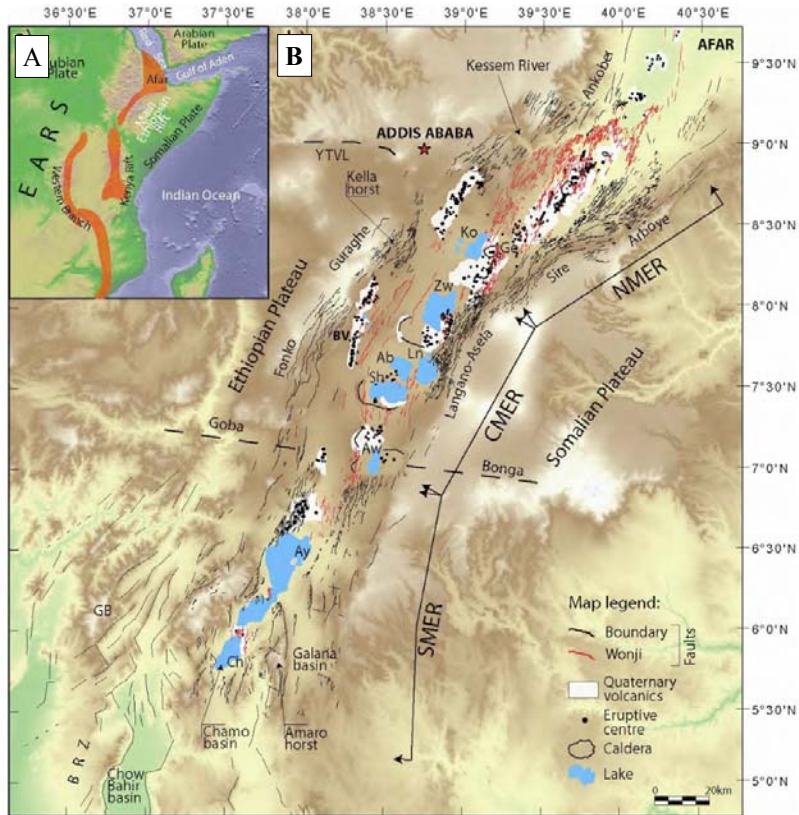 36°30'E 37°0'E 37°30'E 38°0'E 38°30'E 39°0'E 39°30'E 40°0'E 40°30'E
A
B
Arabian
Plate
Red Sea
Gulf of Aden
Afar
Plate
Main
Ethiopian
Rift
Somalian Plate
EARS
Western Branch
Kenya Rift
Indian Ocean
AFAR
Ankober
Kessem River
ADDIS ABABA
YTVL
Kella
horst
Guraghe
Ko
Ge
Sire
Arboye
NMER
Zw
Ethiopian Plateau
Fonko
BV
Ab
Ln
Sh
Langano-Asela
CMER
Somalian Plateau
Goba
Aw
Bonga
Ay
SMER
GB
Ch
Galana
basin
Chamo
basin
Amaro
horst
BRZ
Chow
Bahir
basin
Map legend:
Boundary
Wonji
Faults
Quaternary
volcanics
Eruptive
centre
Caldera
Lake
0 20km
9°30'N
9°0'N
8°30'N
8°0'N
7°30'N
7°0'N
6°30'N
6°0'N
5°30'N
5°0'N